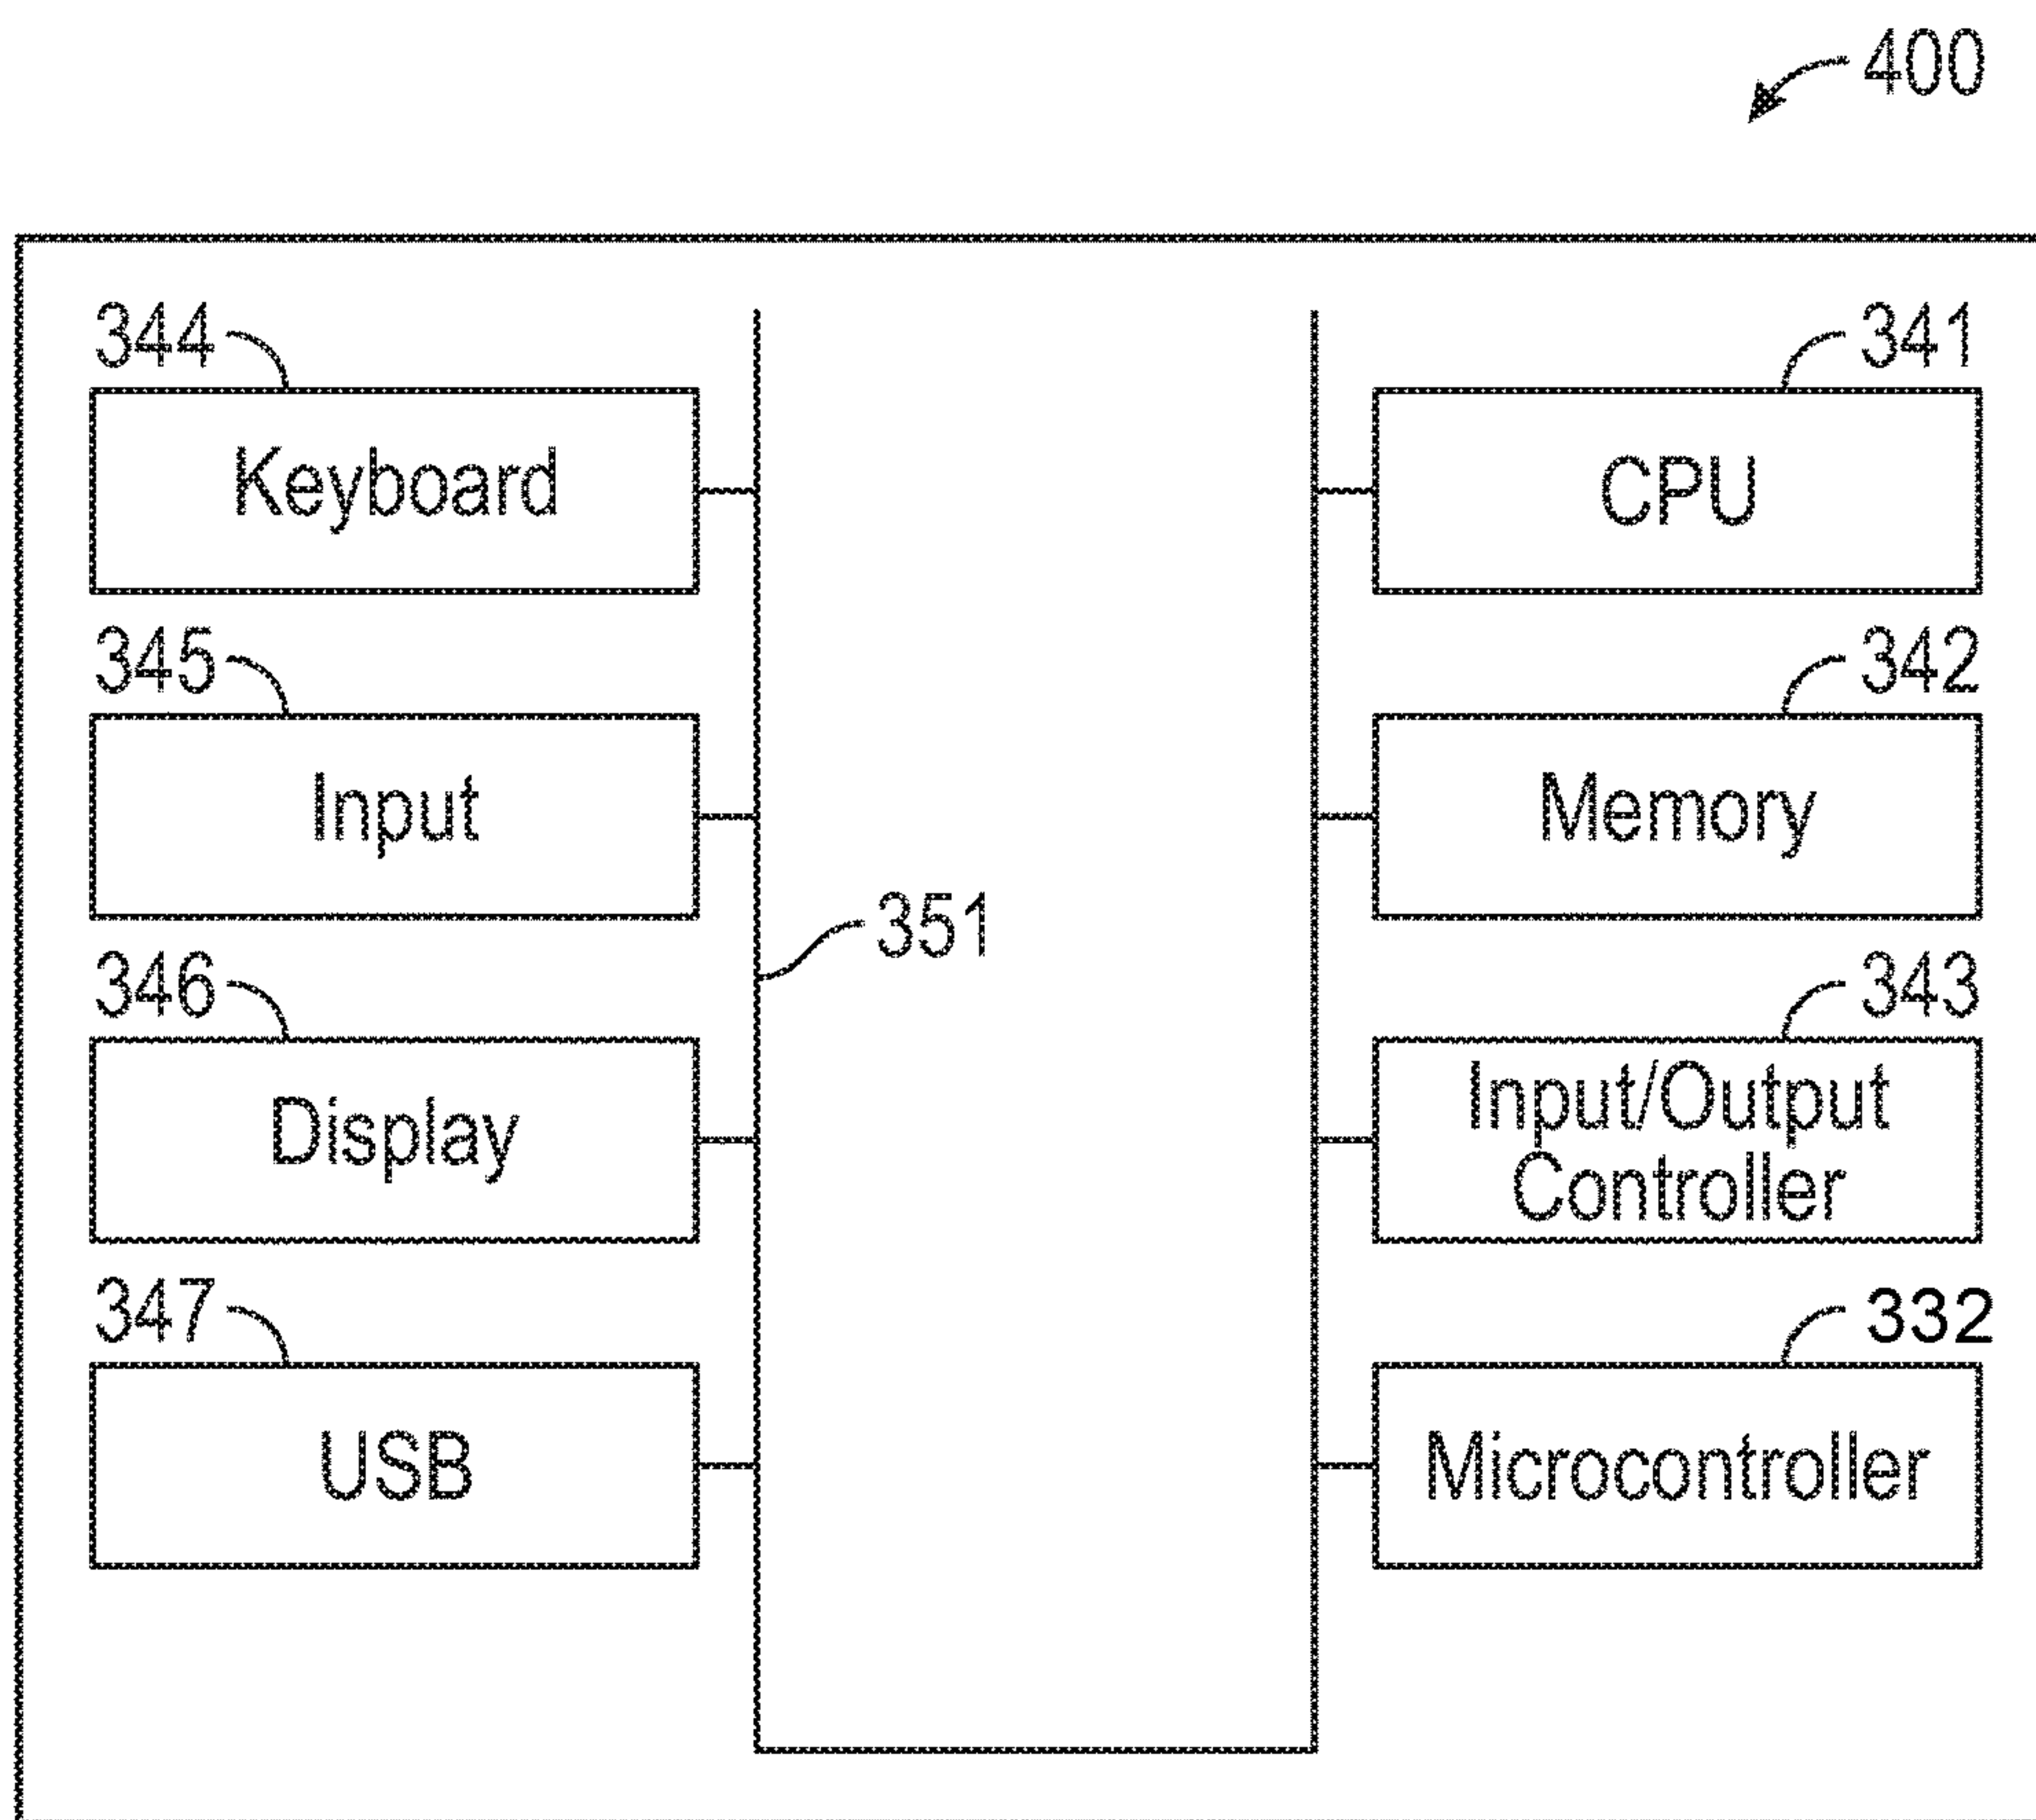 400
344
Keyboard
345
Input
346
Display
347
USB
351
341
CPU
342
Memory
343
Input/Output
Controller
332
Microcontroller